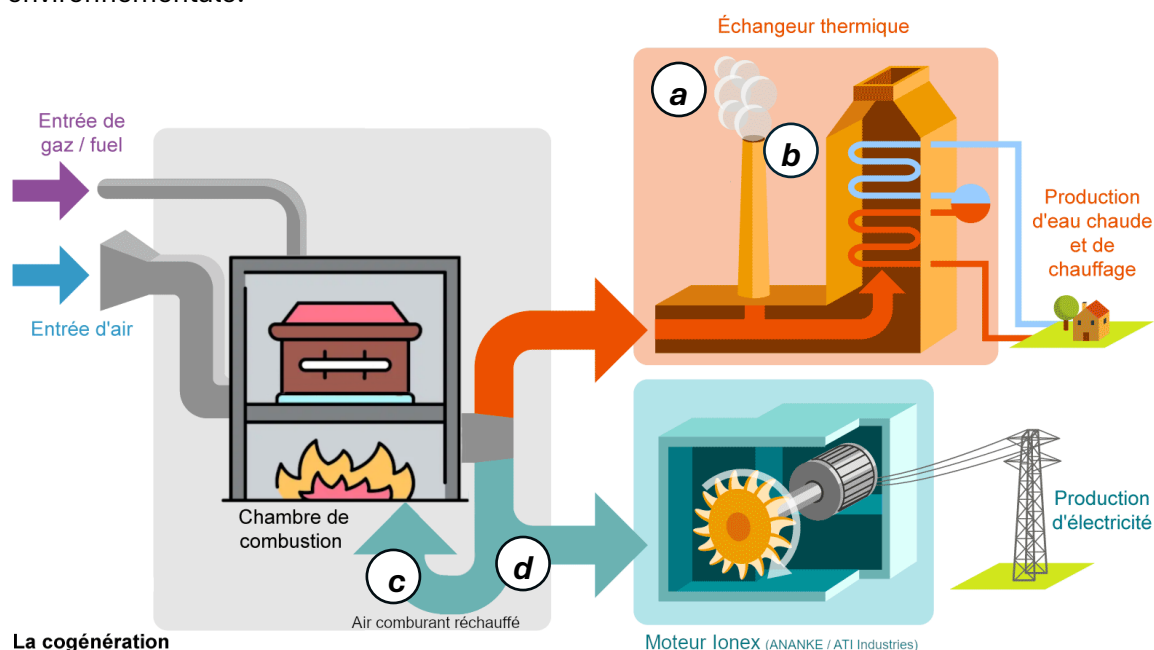 environnementale.
Échangeur thermique
a
b
Entrée de
gaz / fuel
Entrée d'air
Production
d'eau chaude
et de
chauffage
Chambre de
combustion
c
d
Air comburant réchauffé
Production
d'électricité
La cogénération
Moteur Ionex (ANANKE / ATI Industries)